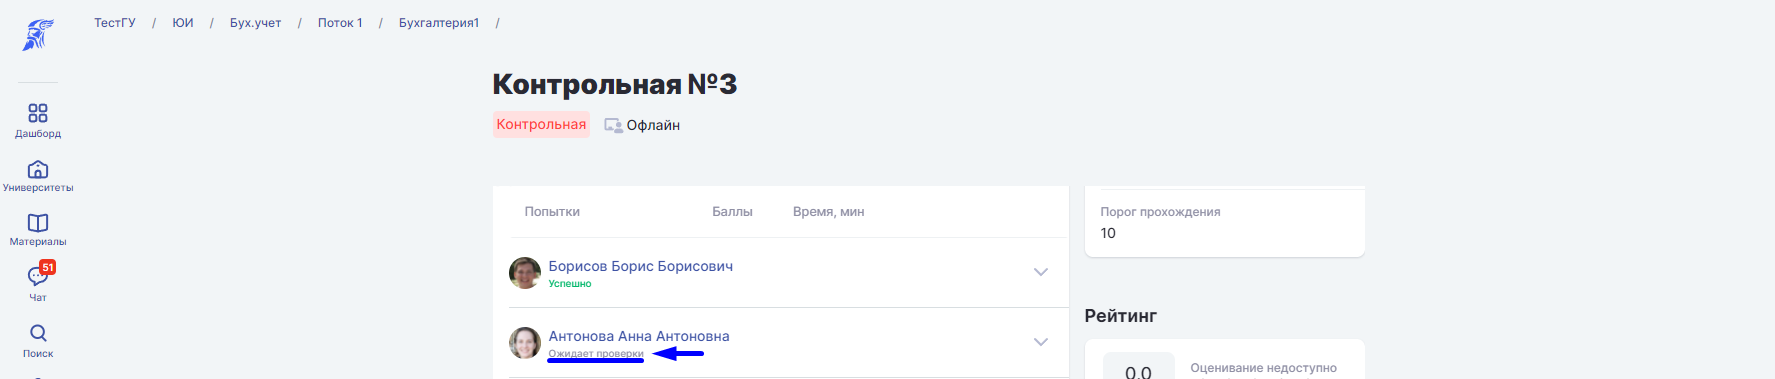 ТестГУ / ЮИ / Бух.учет / Поток 1 / Бухгалтерия1 /
Контрольная №3
Контрольная Офлайн
Дашборд
Университеты
Материалы
51
Чат
Поиск
Попытки Баллы Время, мин
Борисов Борис Борисович
Успешно
Антонова Анна Антоновна
Ожидает проверки
Порог прохождения
10
Рейтинг
0.0
Оценивание недоступно